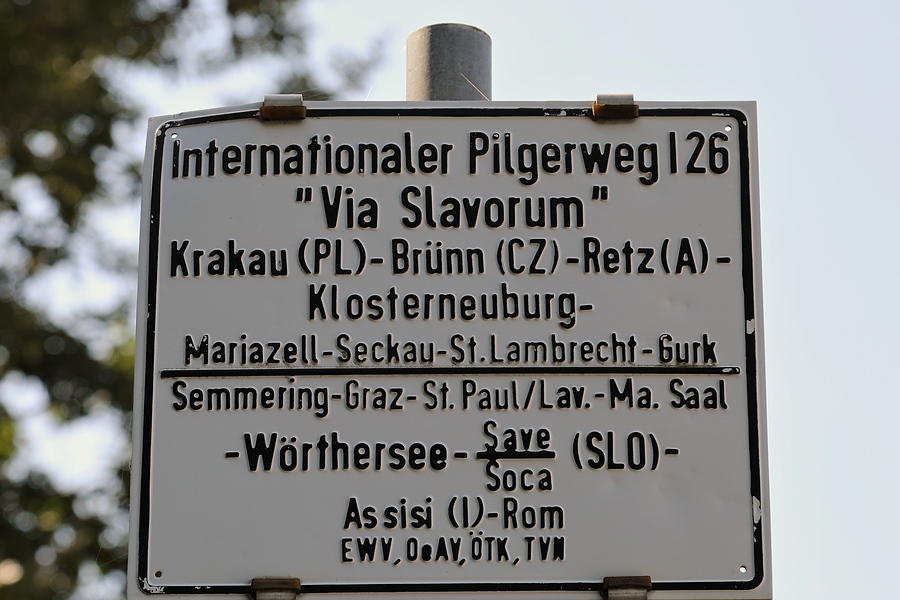 Internationaler Pilgerweg 126
"Via Slavorum"
Krakau (PL)-Brünn (CZ)-Retz (A)-
Klosterneuburg-
Mariazell-Seckau-St. Lambrecht-Gurk
Semmering-Graz-St. Paul/Lav.-Ma. Saal
-Wörthersee- Save (SLO)-
Soca
Assisi (I)-Rom
EWV, OeAV, ÖTK, TVN